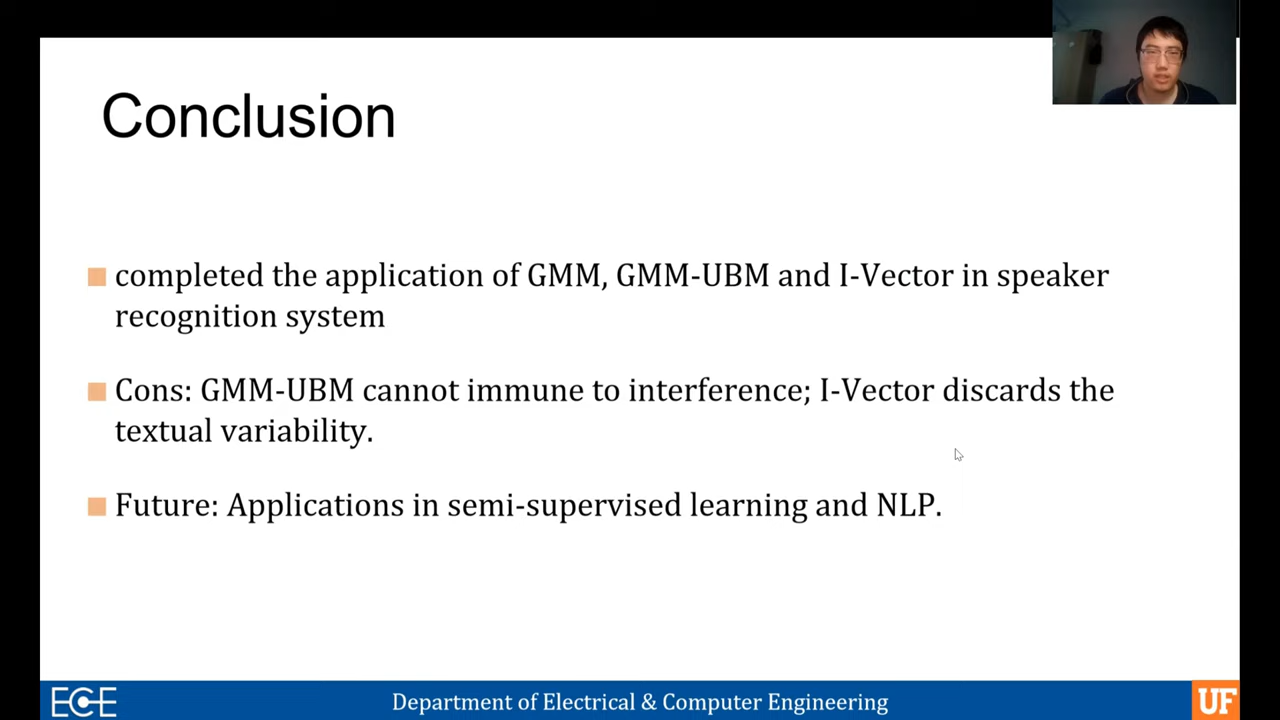 Conclusion
completed the application of GMM, GMM-UBM and I-Vector in speaker
recognition system
Cons: GMM-UBM cannot immune to interference; I-Vector discards the
textual variability.
Future: Applications in semi-supervised learning and NLP.
ECE
Department of Electrical & Computer Engineering
UF